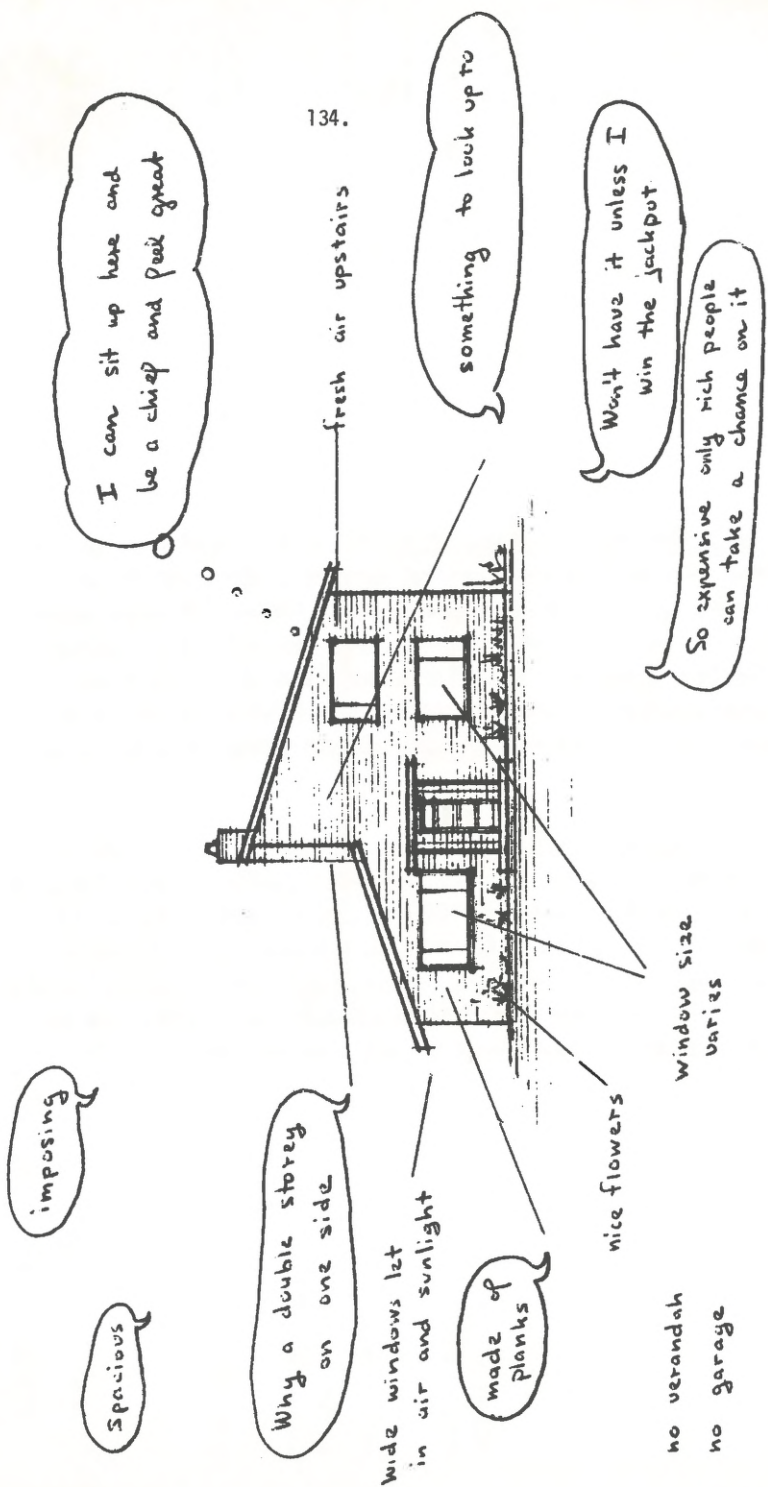 134.
spacious
imposing
I can sit up here and
be a chief and feel great
Why a double storey
on one side
fresh air upstairs
wide windows let
in air and sunlight
something to look up to
made of
planks
nice flowers
Won't have it unless I
win the jackpot
window size
varies
So expensive only rich people
can take a chance on it
no verandah
no garage